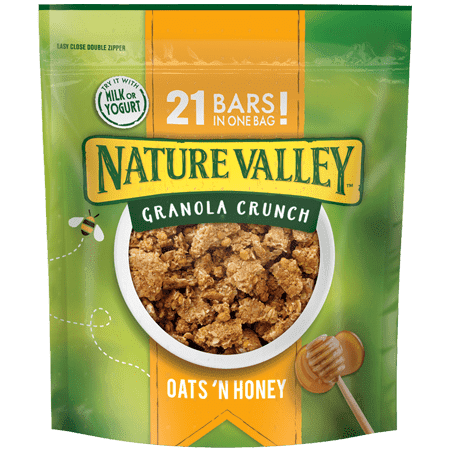 EASY CLOSE DOUBLE ZIPPER
TRY IT WITH
MILK OR
YOGURT
21 BARS!
IN ONE BAG
NATURE VALLEY™
GRANOLA CRUNCH
OATS 'N HONEY